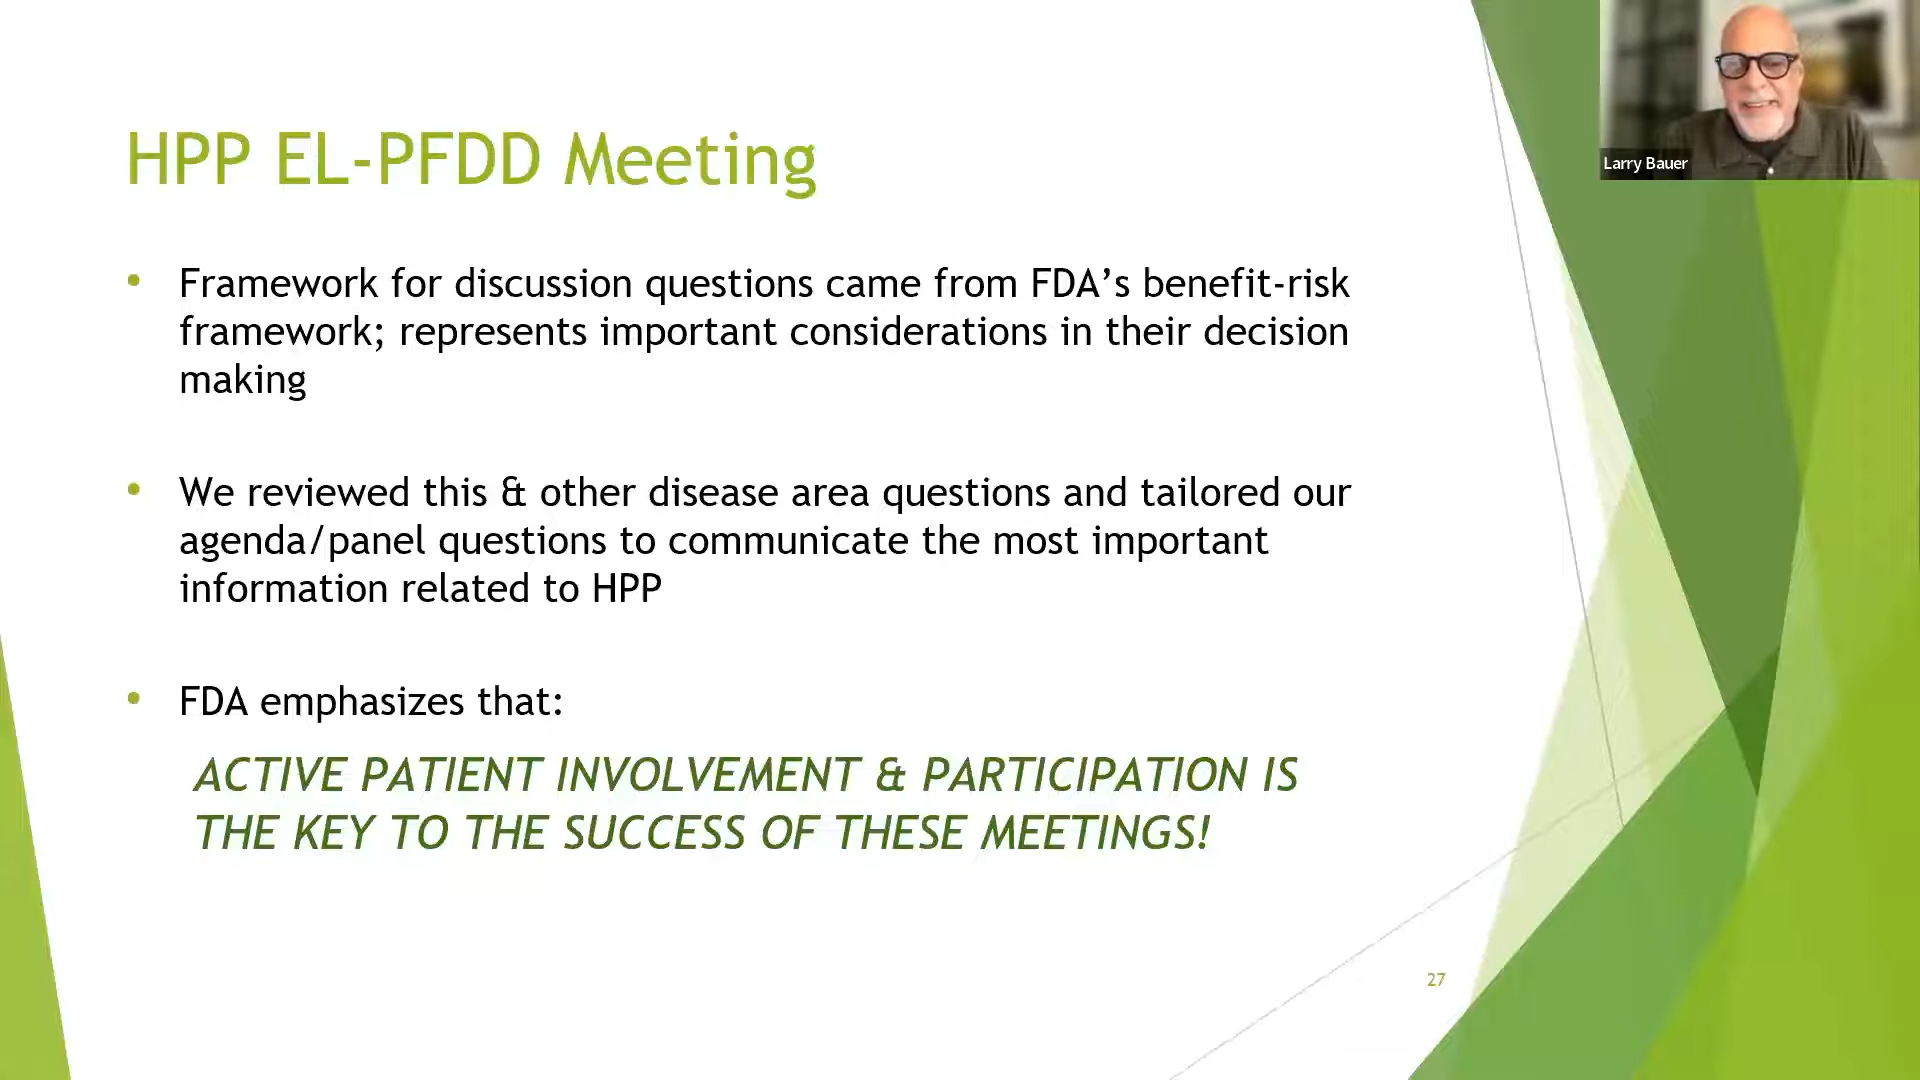 HPP EL-PFDD Meeting
Larry Bauer
• Framework for discussion questions came from FDA’s benefit-risk
framework; represents important considerations in their decision
making
• We reviewed this & other disease area questions and tailored our
agenda/panel questions to communicate the most important
information related to HPP
• FDA emphasizes that:
ACTIVE PATIENT INVOLVEMENT & PARTICIPATION IS
THE KEY TO THE SUCCESS OF THESE MEETINGS!
27